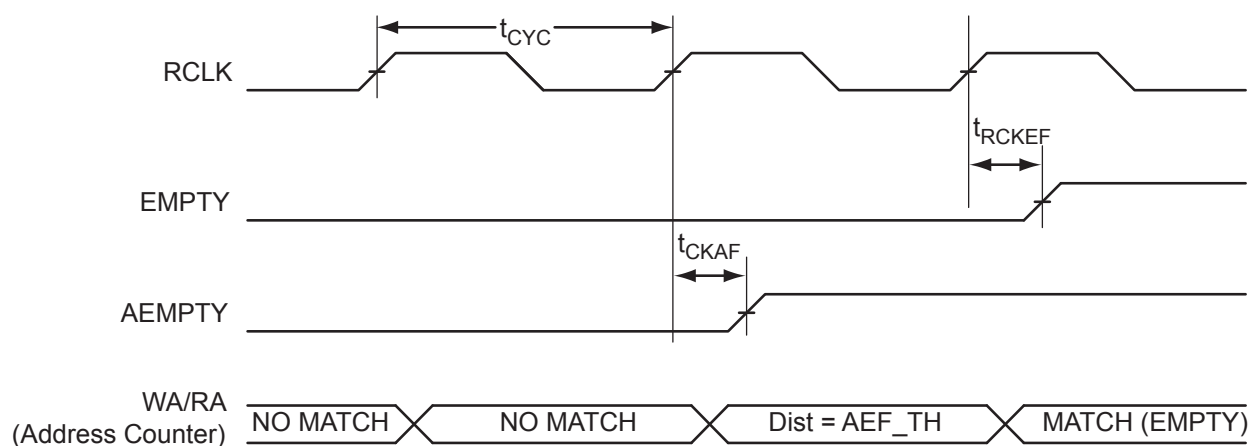 tCYC
RCLK
tRCKEF
EMPTY
tCKAF
AEMPTY
WA/RA
(Address Counter)
NO MATCH
NO MATCH
Dist = AEF_TH
MATCH (EMPTY)